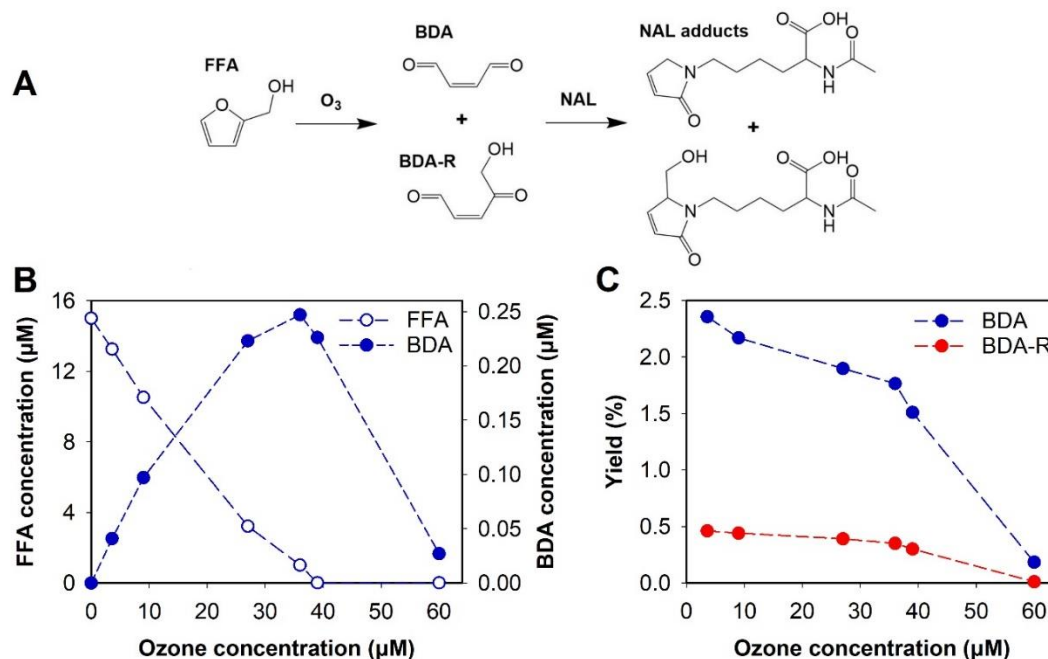 A
FFA
OH
O
O₃
BDA
O
O
+
BDA-R
OH
O
O
NAL
NAL adducts
O
OH
O
N
N
H
O
+
OH
O
OH
O
N
N
H
O
B
16
12
8
4
0
FFA concentration (µM)
FFA
BDA
0.25
0.20
0.15
0.10
0.05
0.00
BDA concentration (µM)
0
10
20
30
40
50
60
Ozone concentration (µM)
C
2.5
2.0
1.5
1.0
0.5
0.0
Yield (%)
BDA
BDA-R
0
10
20
30
40
50
60
Ozone concentration (µM)